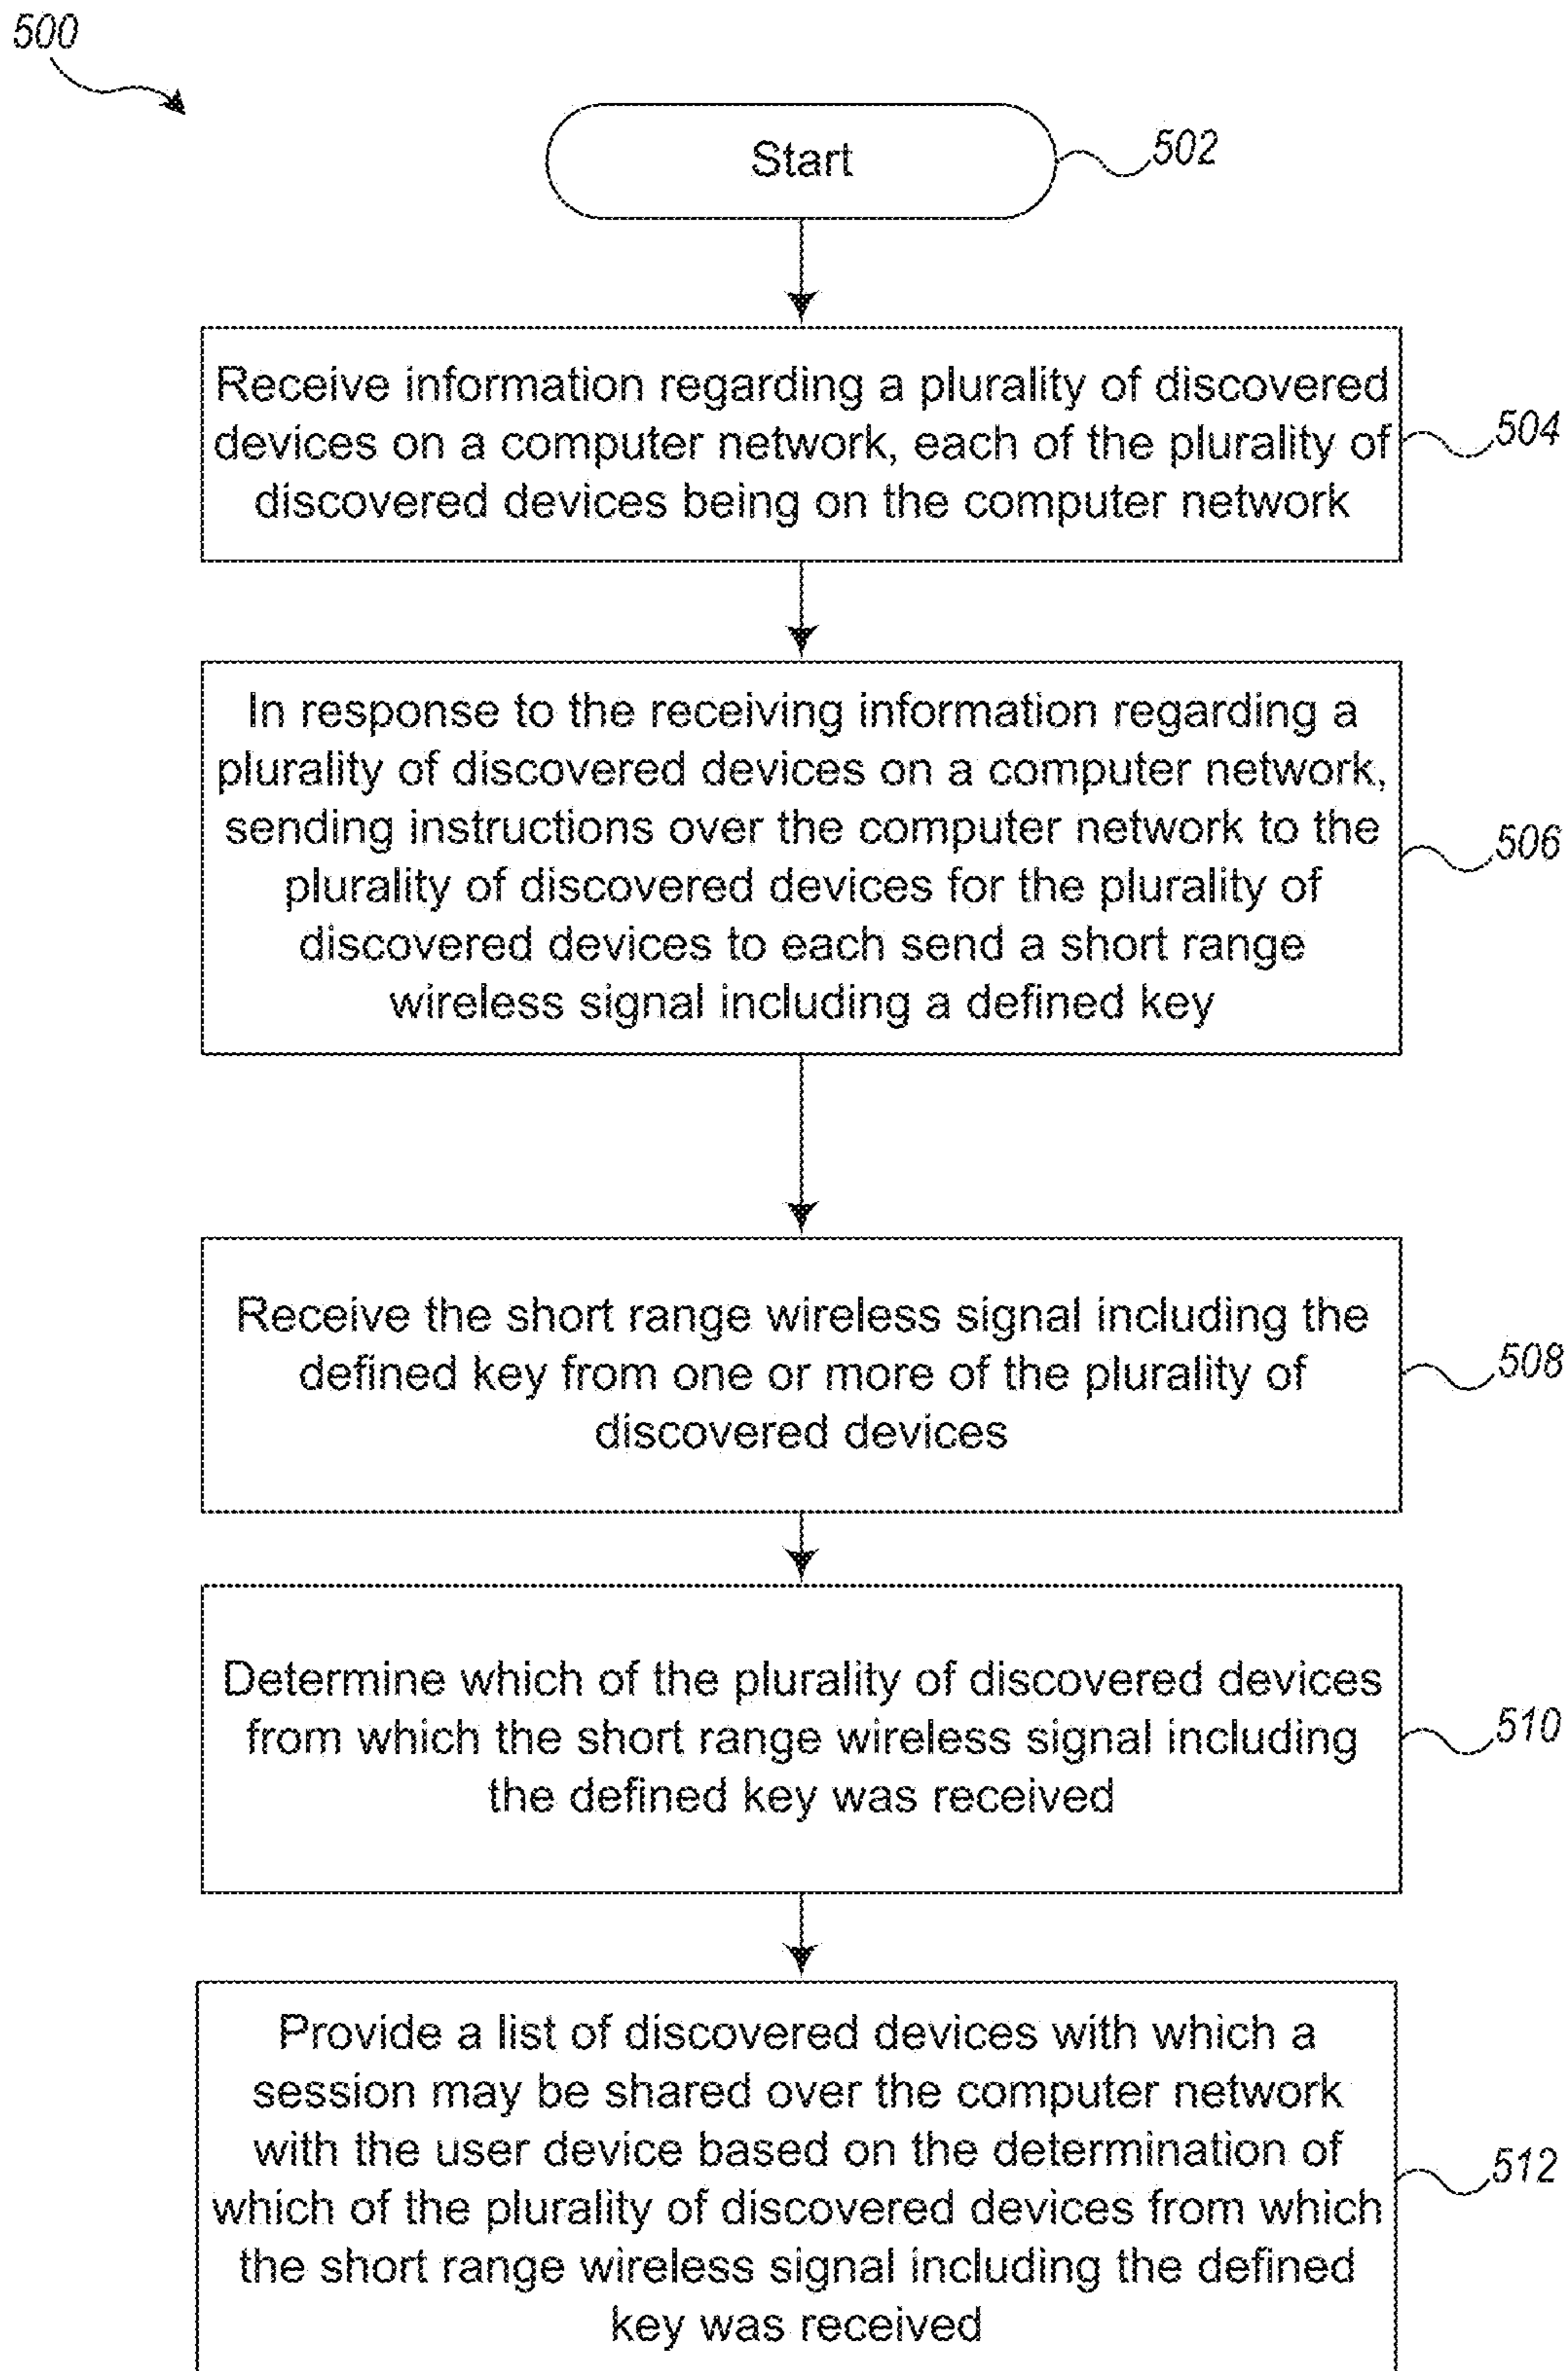 500
Start
502
Receive information regarding a plurality of discovered
devices on a computer network, each of the plurality of
discovered devices being on the computer network
504
In response to the receiving information regarding a
plurality of discovered devices on a computer network,
sending instructions over the computer network to the
plurality of discovered devices for the plurality of
discovered devices to each send a short range
wireless signal including a defined key
506
Receive the short range wireless signal including the
defined key from one or more of the plurality of
discovered devices
508
Determine which of the plurality of discovered devices
from which the short range wireless signal including
the defined key was received
510
Provide a list of discovered devices with which a
session may be shared over the computer network
with the user device based on the determination of
which of the plurality of discovered devices from which
the short range wireless signal including the defined
key was received
512